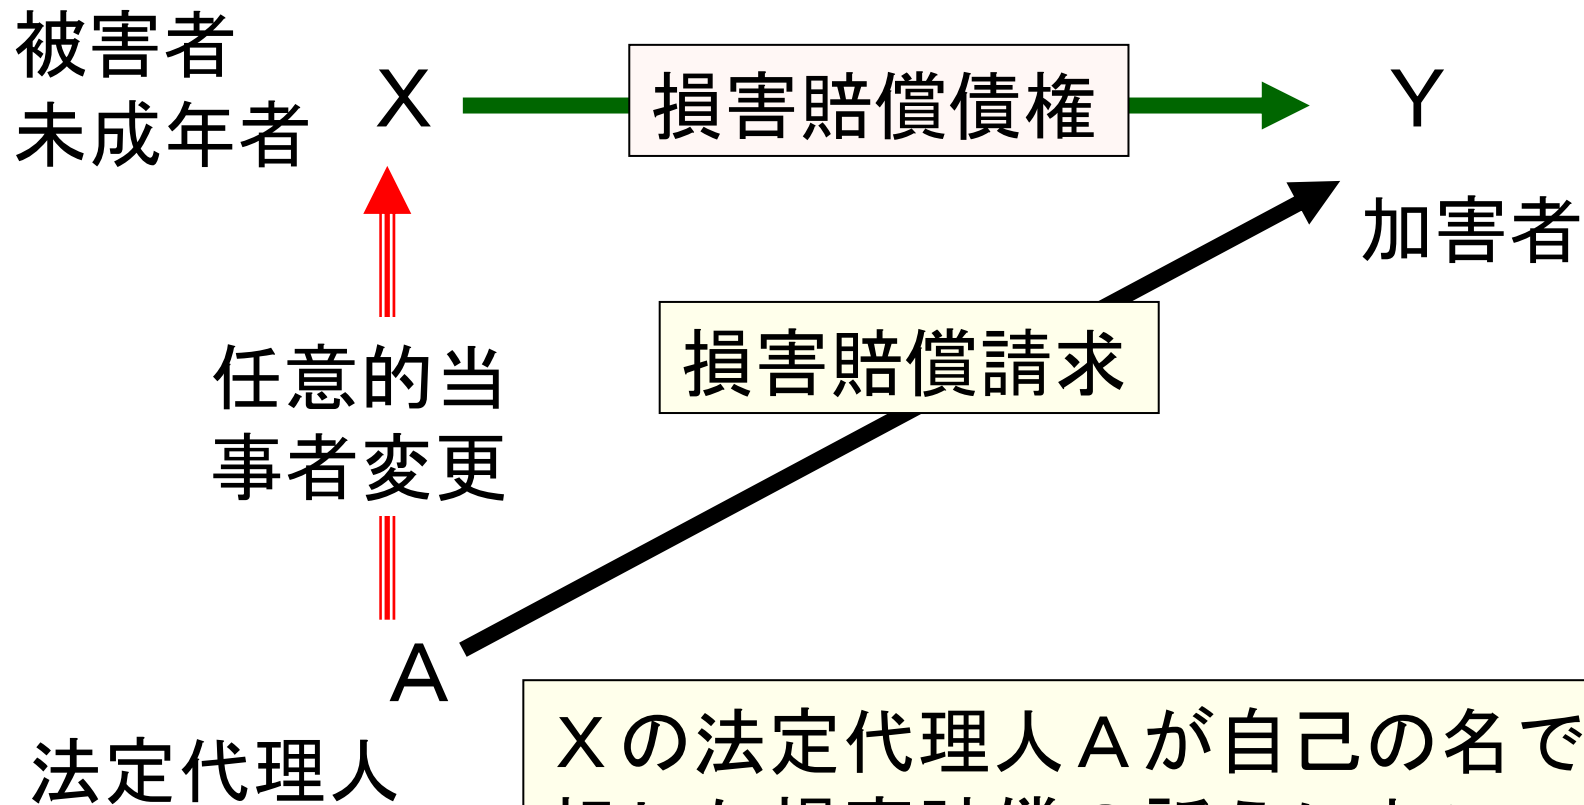 被害者
未成年者
X
損害賠償債権
Y
加害者
損害賠償請求
任意的当
事者変更
A
法定代理人
Xの法定代理人Aが自己の名で